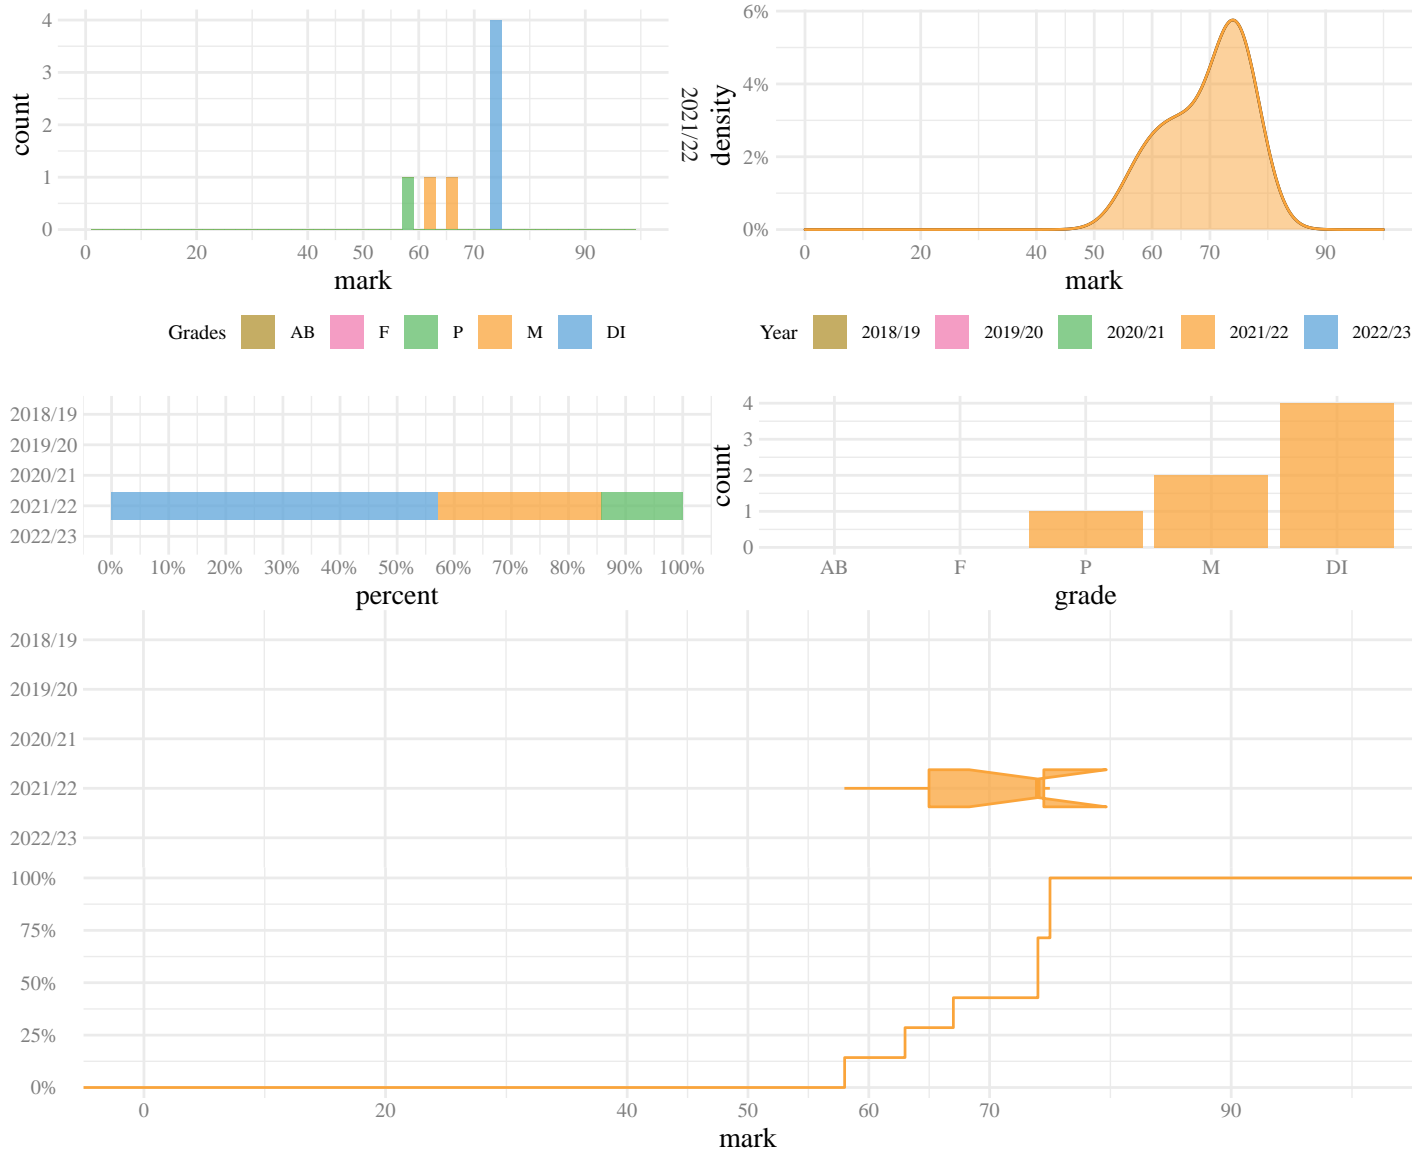 4
3
2
1
0
count
0 20 40 50 60 70 90
mark
2021/22
6%
4%
2%
0%
density
0 20 40 50 60 70 90
mark
Grades AB F P M DI
Year 2018/19 2019/20 2020/21 2021/22 2022/23
2018/19
2019/20
2020/21
2021/22
2022/23
0% 10% 20% 30% 40% 50% 60% 70% 80% 90% 100%
percent
4
3
2
1
0
count
AB F P M DI
grade
2018/19
2019/20
2020/21
2021/22
2022/23
100%
75%
50%
25%
0%
0 20 40 50 60 70 90
mark